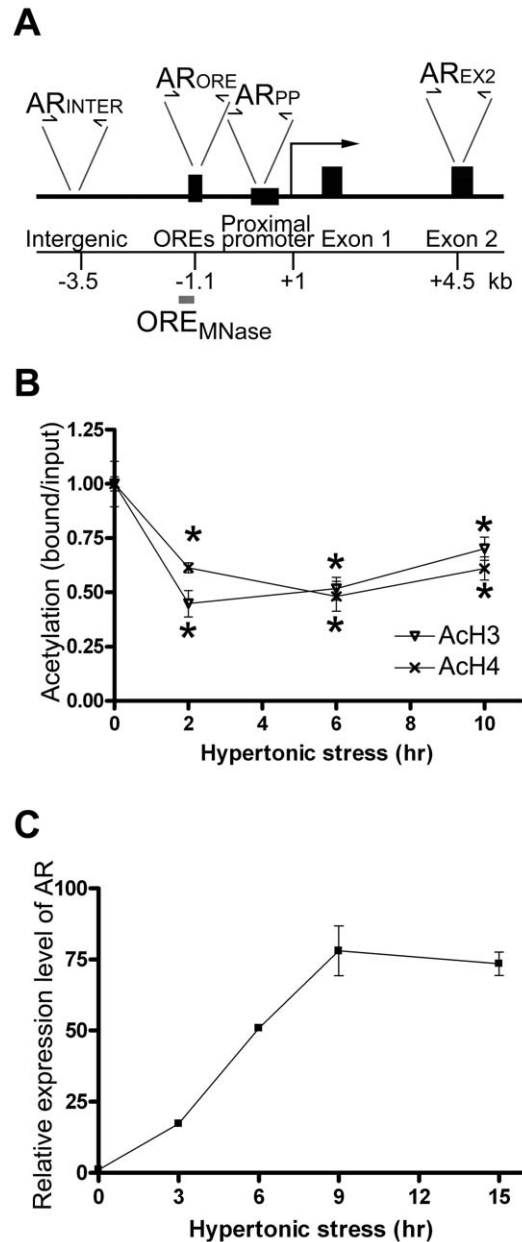 A
ARINTER
ARORE
ARPP
AREX2
Intergenic
OREs
Proximal
promoter
Exon 1
Exon 2
-3.5
-1.1
+1
+4.5
kb
OREMNase
B
Acetylation (bound/input)
1.25
1.00
0.75
0.50
0.25
0.00
* * * * * *
AcH3
AcH4
0 2 4 6 8 10
Hypertonic stress (hr)
C
Relative expression level of AR
100
75
50
25
0
0 3 6 9 12 15
Hypertonic stress (hr)